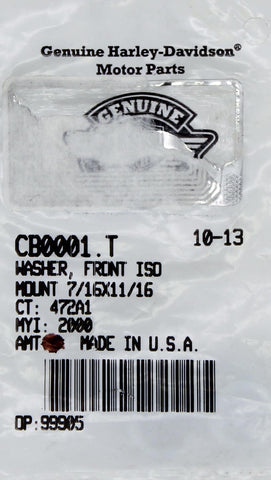 Genuine Harley-Davidson®
Motor Parts
GENUINE
CB0001.T
10-13
WASHER, FRONT ISO
MOUNT 7/16X11/16
CT: 472A1
MYI: 2000
AMT MADE IN U.S.A.
OP:99905